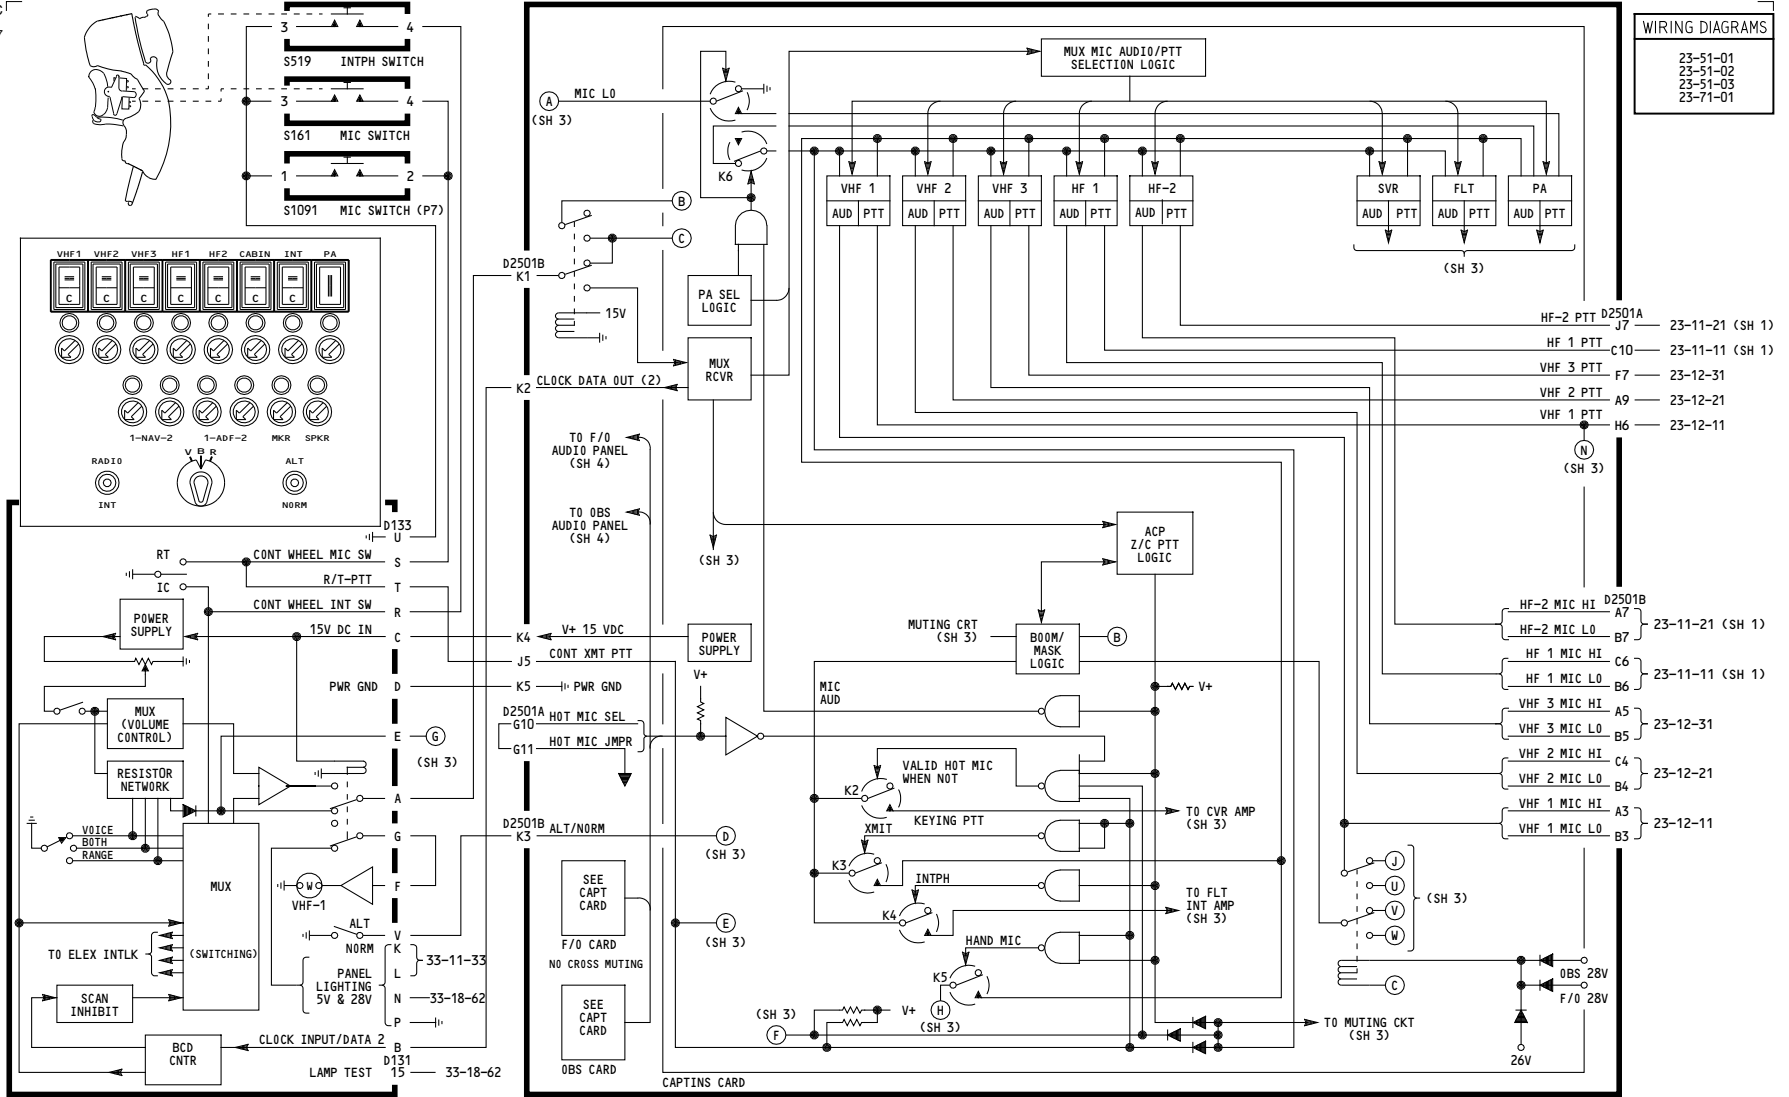 C
7
3
4
S519
INTPH SWITCH
3
4
S161
MIC SWITCH
1
2
S1091
MIC SWITCH (P7)
WIRING DIAGRAMS
23-51-01
23-51-02
23-51-03
23-71-01
MUX MIC AUDIO/PTT
SELECTION LOGIC
A
MIC LO
(SH 3)
K6
VHF 1
AUD PTT
VHF 2
AUD PTT
VHF 3
AUD PTT
HF 1
AUD PTT
HF-2
AUD PTT
SVR
AUD PTT
FLT
AUD PTT
PA
AUD PTT
(SH 3)
B
C
D2501B
K1
15V
PA SEL
LOGIC
MUX
RCVR
K2
CLOCK DATA OUT (2)
VHF1 VHF2 VHF3 HF1 HF2 CABIN INT PA
C C C C C C C
1-NAV-2 1-ADF-2 MKR SPKR
RADIO
INT
V B R
ALT
NORM
HF-2 PTT
D2501A
J7
23-11-21 (SH 1)
HF 1 PTT
C10
23-11-11 (SH 1)
VHF 3 PTT
F7
23-12-31
VHF 2 PTT
A9
23-12-21
VHF 1 PTT
H6
23-12-11
N
(SH 3)
TO F/O
AUDIO PANEL
(SH 4)
TO OBS
AUDIO PANEL
(SH 4)
(SH 3)
ACP
Z/C PTT
LOGIC
D133
U
RT
CONT WHEEL MIC SW
S
IC
R/T-PTT
T
CONT WHEEL INT SW
R
POWER
SUPPLY
15V DC IN
C
K4
V+ 15 VDC
POWER
SUPPLY
J5
CONT XMT PTT
PWR GND
D
K5
PWR GND
MUTING CRT
(SH 3)
BOOM/
MASK
LOGIC
B
HF-2 MIC HI
D2501B
A7
HF-2 MIC LO
B7
23-11-21 (SH 1)
HF 1 MIC HI
C6
HF 1 MIC LO
B6
23-11-11 (SH 1)
VHF 3 MIC HI
A5
VHF 3 MIC LO
B5
23-12-31
VHF 2 MIC HI
C4
VHF 2 MIC LO
B4
23-12-21
VHF 1 MIC HI
A3
VHF 1 MIC LO
B3
23-12-11
V+
MIC
AUD
V+
MUX
(VOLUME
CONTROL)
D2501A
G10
HOT MIC SEL
G11
HOT MIC JMPR
E
G
(SH 3)
RESISTOR
NETWORK
A
VALID HOT MIC
WHEN NOT
K2
KEYING PTT
TO CVR AMP
(SH 3)
D2501B
K3
ALT/NORM
D
(SH 3)
VOICE
BOTH
RANGE
G
MUX
(SWITCHING)
W
VHF-1
F
XMIT
K3
INTPH
K4
TO FLT
INT AMP
(SH 3)
J
U
V
W
(SH 3)
C
SEE
CAPT
CARD
F/O CARD
NO CROSS MUTING
E
(SH 3)
ALT
NORM
V
TO ELEX INTLK
K
L
33-11-33
PANEL
LIGHTING
5V & 28V
N
33-18-62
P
SCAN
INHIBIT
HAND MIC
K5
H
(SH 3)
SEE
CAPT
CARD
OBS CARD
(SH 3)
F
V+
TO MUTING CKT
(SH 3)
OBS 28V
F/O 28V
26V
BCD
CNTR
CLOCK INPUT/DATA 2
B
D131
LAMP TEST
15
33-18-62
CAPTINS CARD